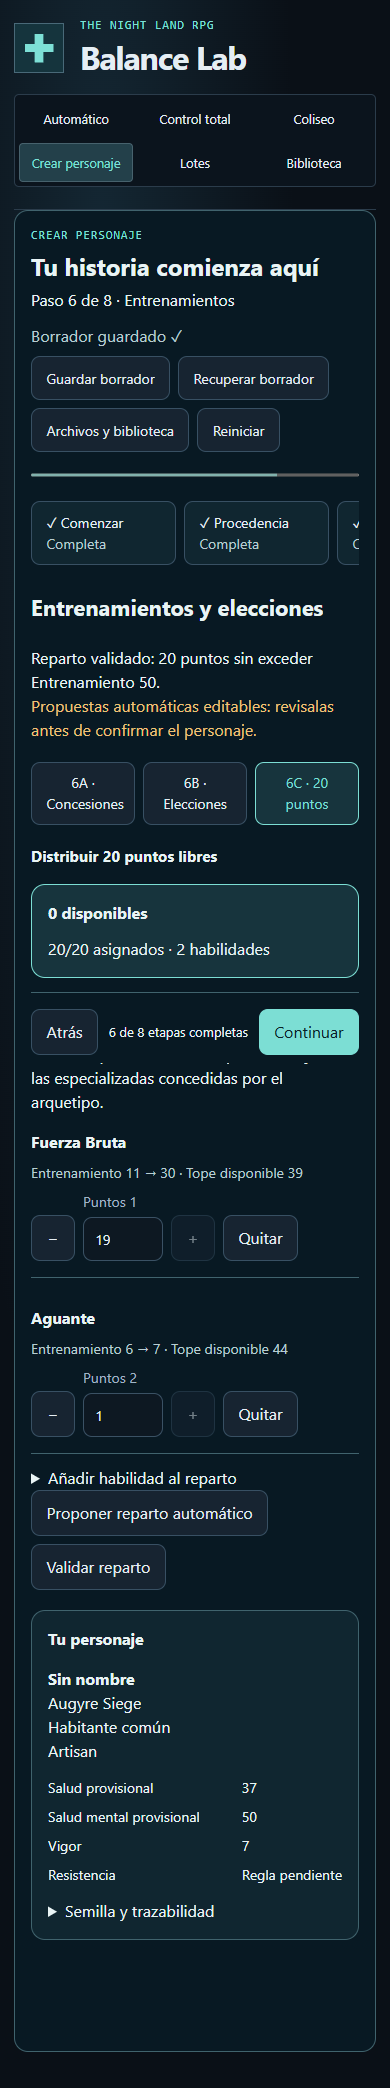 THE NIGHT LAND RPG
Balance Lab
Automático
Control total
Coliseo
Crear personaje
Lotes
Biblioteca
CREAR PERSONAJE
Tu historia comienza aquí
Paso 6 de 8 · Entrenamientos
Borrador guardado ✓
Guardar borrador
Recuperar borrador
Archivos y biblioteca
Reiniciar
✓ Comenzar
Completa
✓ Procedencia
Completa
Entrenamientos y elecciones
Reparto validado: 20 puntos sin exceder
Entrenamiento 50.
Propuestas automáticas editables: revisalas
antes de confirmar el personaje.
6A ·
Concesiones
6B ·
Elecciones
6C · 20
puntos
Distribuir 20 puntos libres
0 disponibles
20/20 asignados · 2 habilidades
Atrás
6 de 8 etapas completas
Continuar
las especializadas concedidas por el
arquetipo.
Fuerza Bruta
Entrenamiento 11 → 30 · Tope disponible 39
Puntos 1
− 19 + Quitar
Aguante
Entrenamiento 6 → 7 · Tope disponible 44
Puntos 2
− 1 + Quitar
▶ Añadir habilidad al reparto
Proponer reparto automático
Validar reparto
Tu personaje
Sin nombre
Augyre Siege
Habitante común
Artisan
Salud provisional 37
Salud mental provisional 50
Vigor 7
Resistencia Regla pendiente
▶ Semilla y trazabilidad